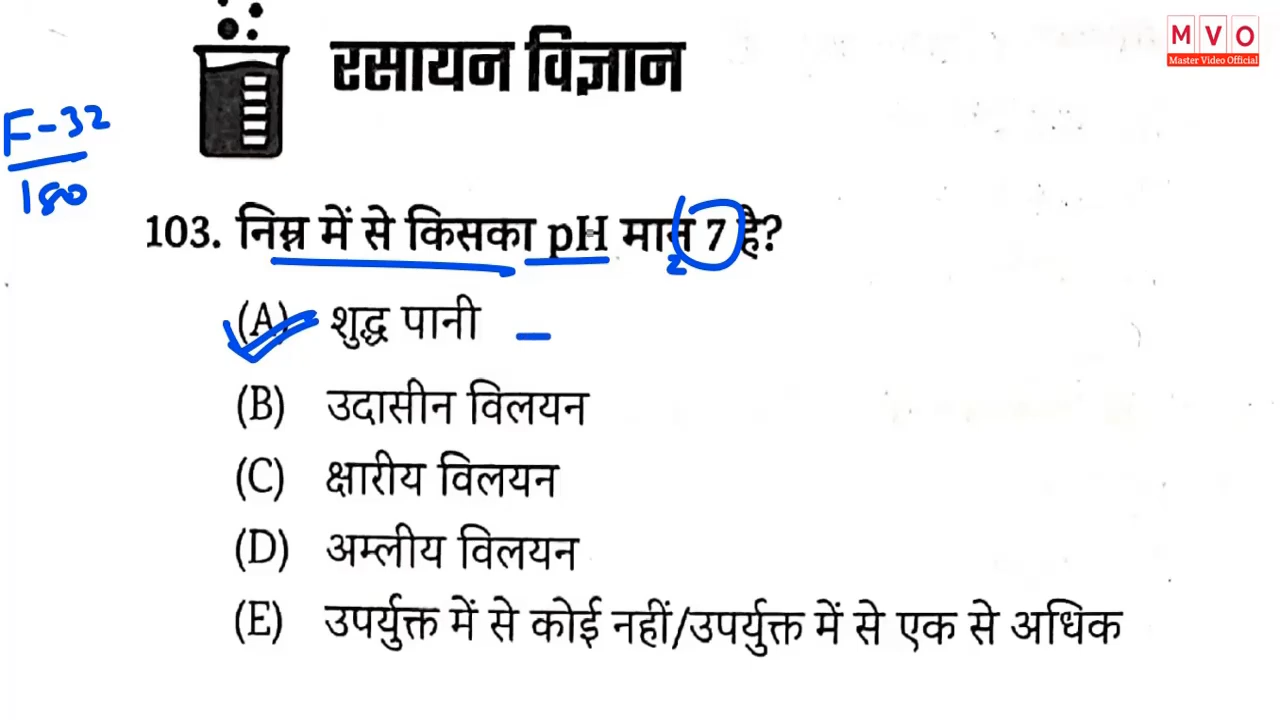 M V O
Master Video Official
रसायन विज्ञान
F-32
180
103. निम्न में से किसका pH मान 7 है?
(A) शुद्ध पानी
(B) उदासीन विलयन
(C) क्षारीय विलयन
(D) अम्लीय विलयन
(E) उपर्युक्त में से कोई नहीं/उपर्युक्त में से एक से अधिक